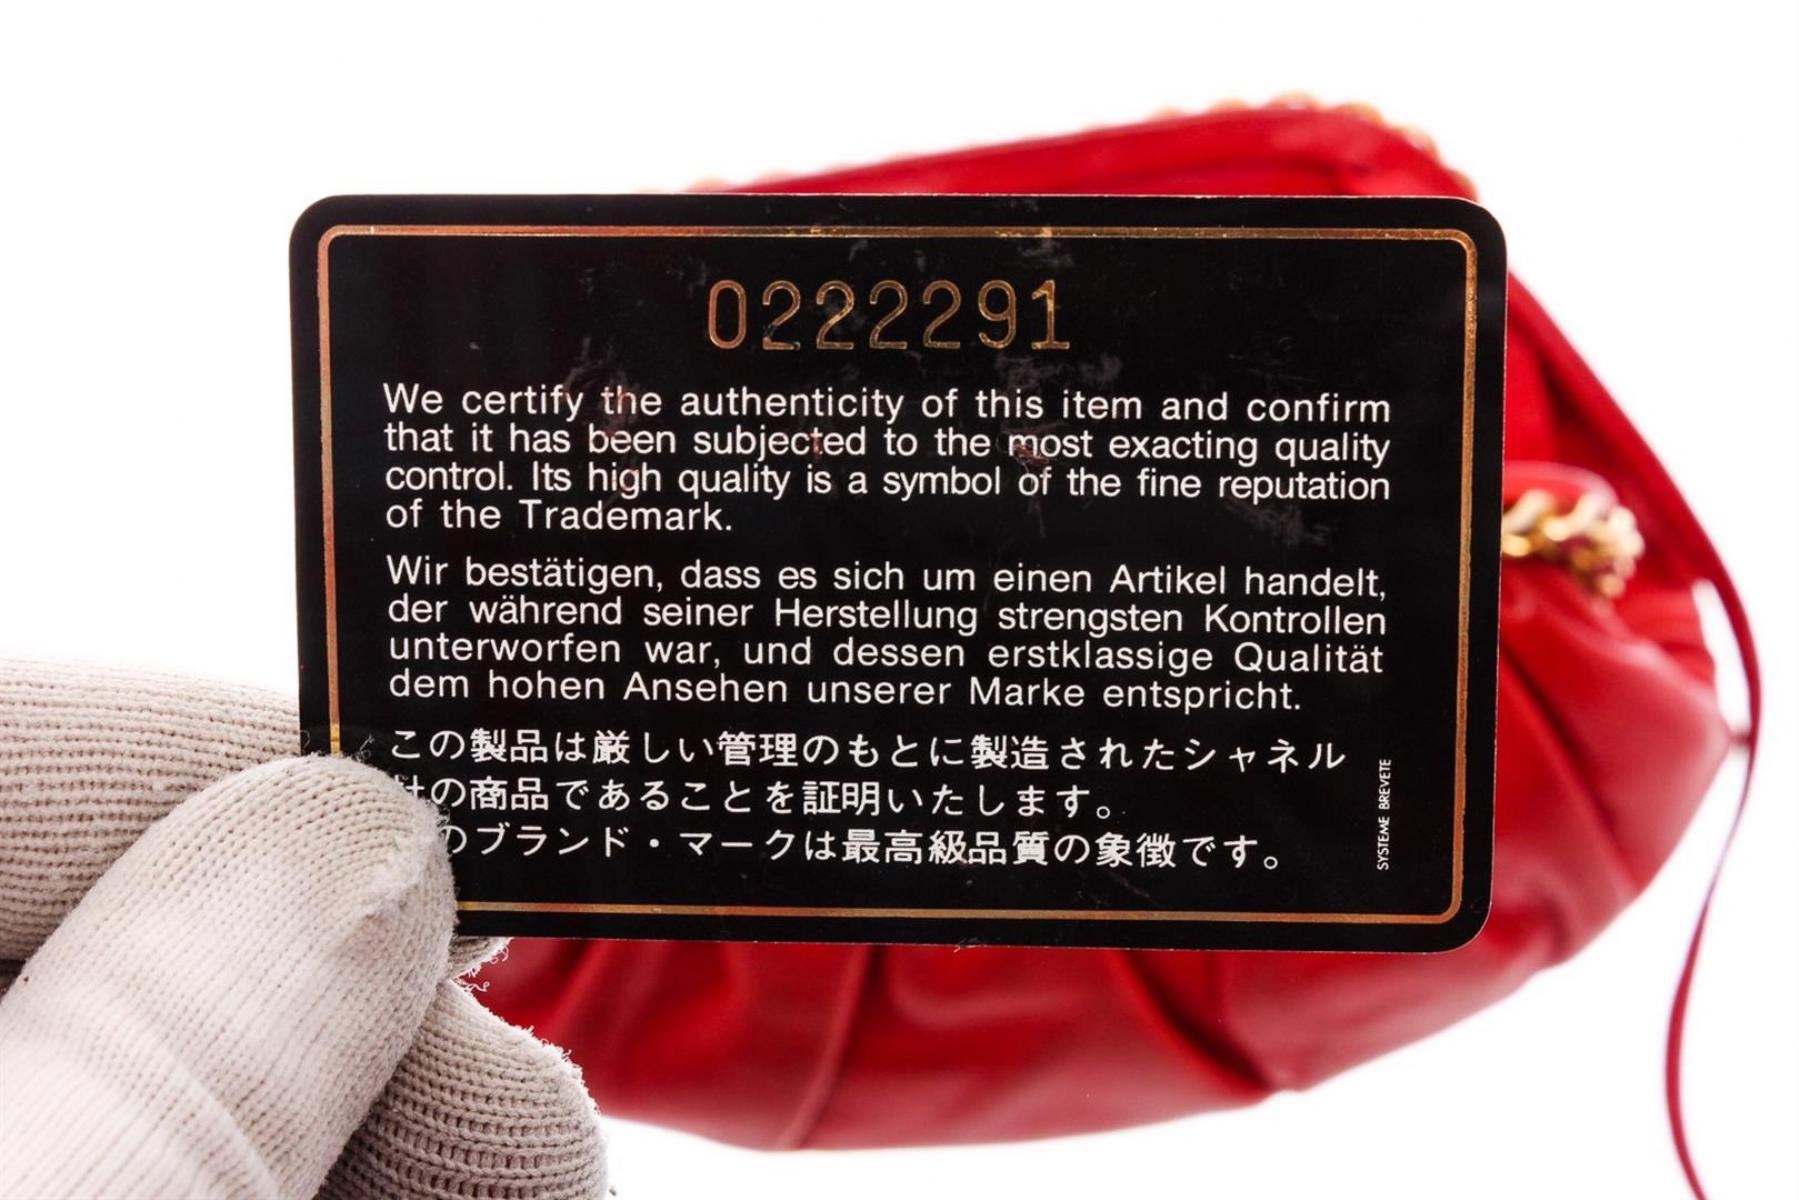 0222291
We certify the authenticity of this item and confirm
that it has been subjected to the most exacting quality
control. Its high quality is a symbol of the fine reputation
of the Trademark.
Wir bestätigen, dass es sich um einen Artikel handelt,
der während seiner Herstellung strengsten Kontrollen
unterworfen war, und dessen erstklassige Qualität
dem hohen Ansehen unserer Marke entspricht.
この製品は厳しい管理のもとに製造されたシャネル
の商品であることを証明いたします。
のブランド・マークは最高級品質の象徴です。
SYSTEME BREVETE